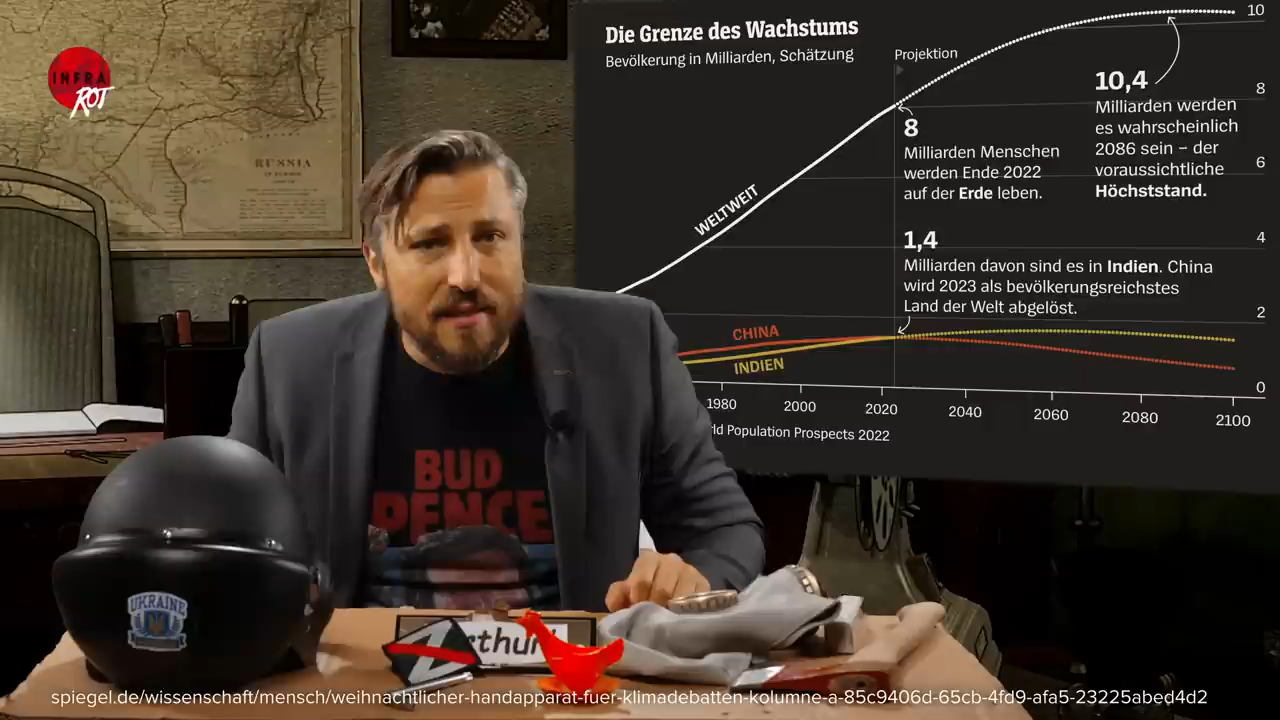 INFRA
ROT
RUSSIA
Die Grenze des Wachstums
Bevölkerung in Milliarden, Schätzung
Projektion
10
8
6
4
2
0
WELTWEIT
8
Milliarden Menschen
werden Ende 2022
auf der Erde leben.
10,4
Milliarden werden
es wahrscheinlich
2086 sein – der
voraussichtliche
Höchststand.
1,4
Milliarden davon sind es in Indien. China
wird 2023 als bevölkerungsreichstes
Land der Welt abgelöst.
CHINA
INDIEN
1980 2000 2020 2040 2060 2080 2100
ld Population Prospects 2022
BUD
PENCE
UKRAINE
rthur
spiegel.de/wissenschaft/mensch/weihnachtlicher-handapparat-fuer-klimadebatten-kolumne-a-85c9406d-65cb-4fd9-afa5-23225abed4d2